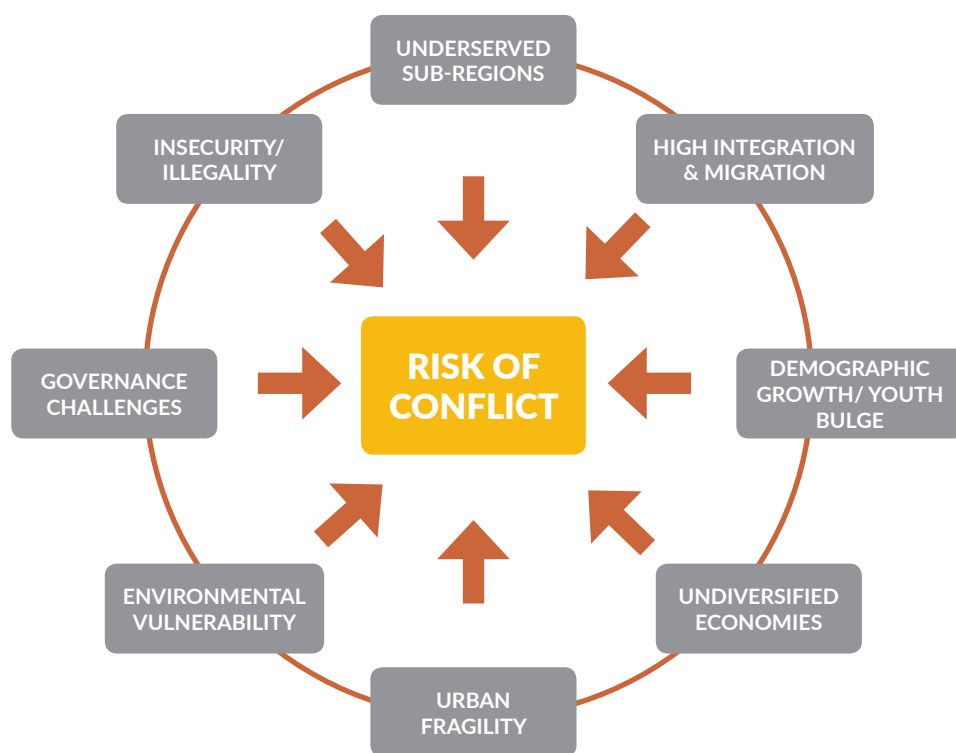 UNDERSERVED
SUB-REGIONS
INSECURITY/
ILLEGALITY
HIGH INTEGRATION
& MIGRATION
GOVERNANCE
CHALLENGES
RISK OF
CONFLICT
DEMOGRAPHIC
GROWTH/ YOUTH
BULGE
ENVIRONMENTAL
VULNERABILITY
UNDIVERSIFIED
ECONOMIES
URBAN
FRAGILITY